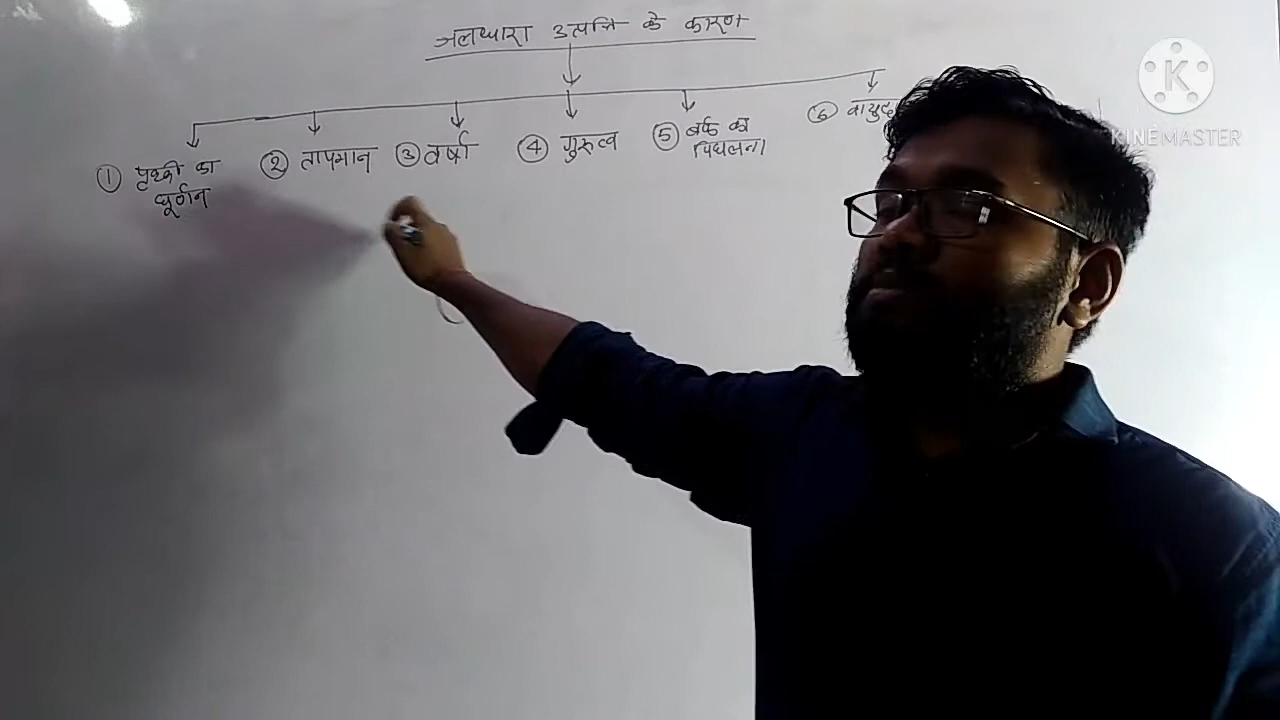 जलधारा उत्पत्ति के कारण
① पृथ्वी का
घूर्णन
② तापमान
③ वर्षा
④ गुरुत्व
⑤ बर्फ का
पिघलना
⑥
KINEMASTER